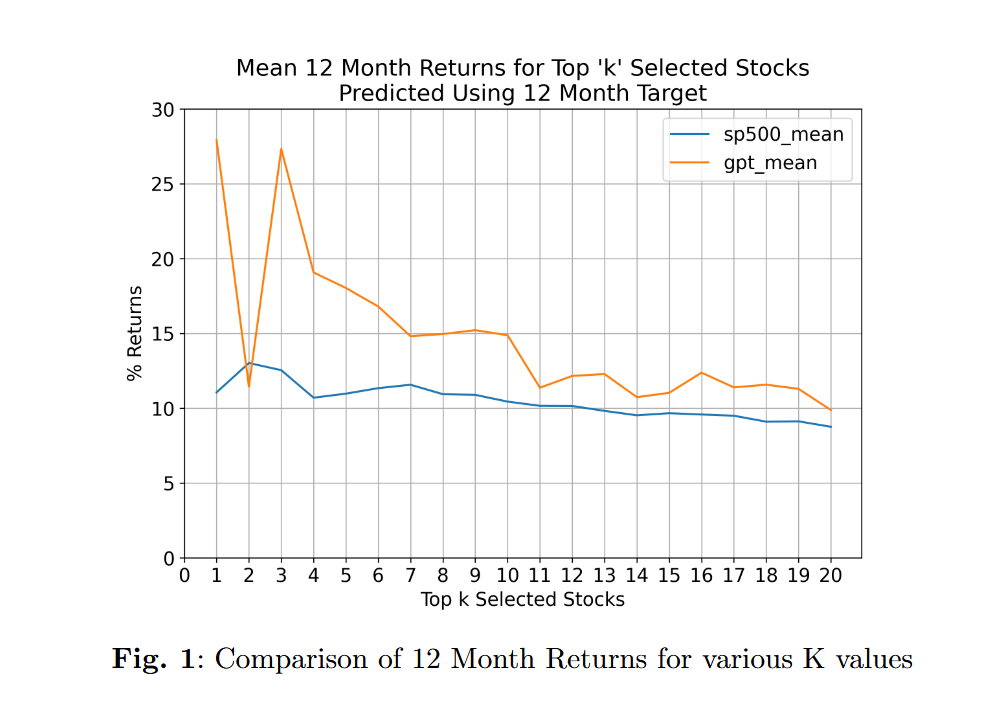 Mean 12 Month Returns for Top 'k' Selected Stocks
Predicted Using 12 Month Target
30
25
20
15
10
5
0
% Returns
sp500_mean
gpt_mean
0 1 2 3 4 5 6 7 8 9 10 11 12 13 14 15 16 17 18 19 20
Top k Selected Stocks
Fig. 1: Comparison of 12 Month Returns for various K values